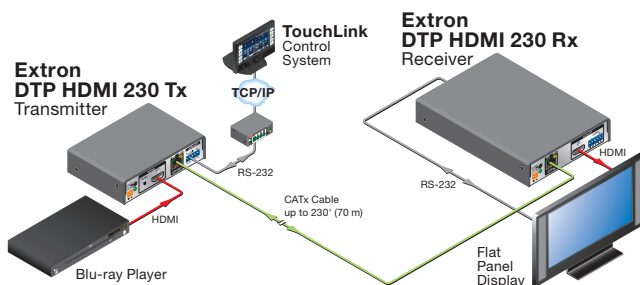 TouchLink
Control
System
TCP/IP
Extron
DTP HDMI 230 Tx
Transmitter
Extron
DTP HDMI 230 Rx
Receiver
RS-232
HDMI
HDMI
RS-232
CATx Cable
up to 230' (70 m)
Blu-ray Player
Flat
Panel
Display